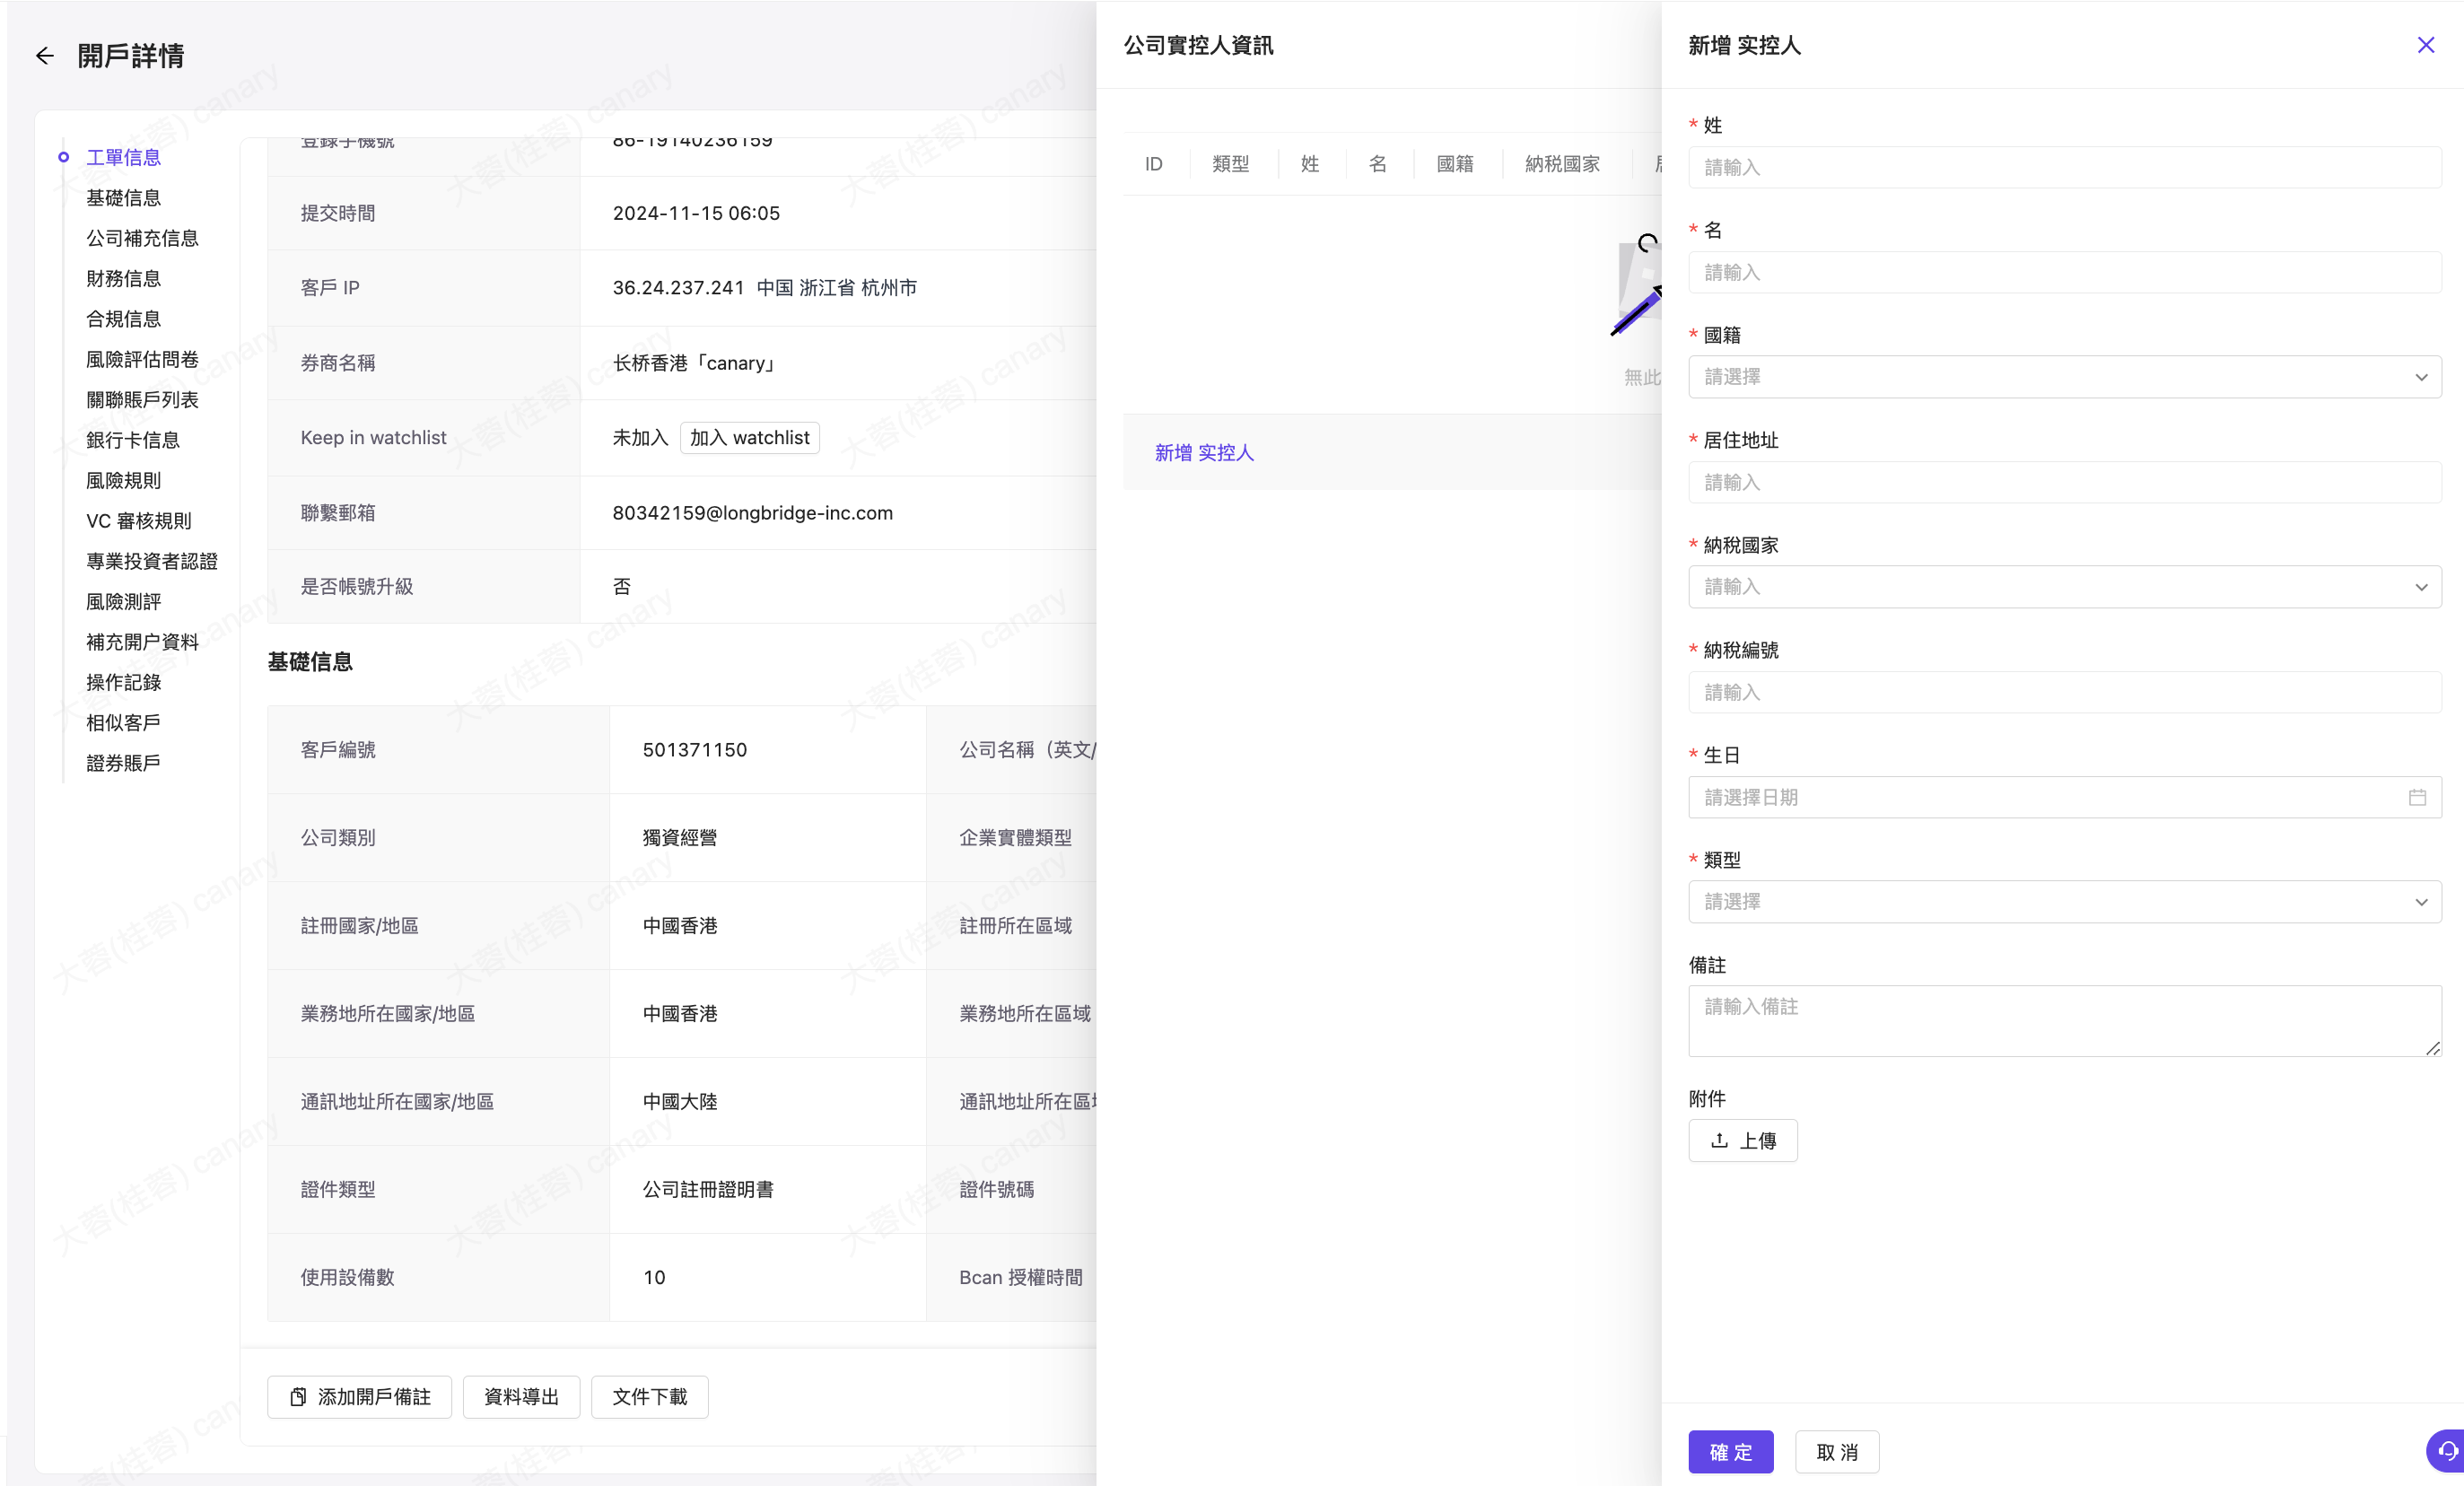 開戶詳情
工單信息
基礎信息
公司補充信息
財務信息
合規信息
風險評估問卷
關聯賬戶列表
銀行卡信息
風險規則
VC 審核規則
專業投資者認證
風險測評
補充開户資料
操作記錄
相似客戶
證券賬戶
登錄手機號 86-19140236159
提交時間 2024-11-15 06:05
客戶 IP 36.24.237.241 中国 浙江省 杭州市
券商名稱 长桥香港「canary」
Keep in watchlist 未加入 加入 watchlist
聯繫郵箱 80342159@longbridge-inc.com
是否帳號升級 否
基礎信息
客戶編號 501371150 公司名稱（英文/
公司類別 獨資經營 企業實體類型
註冊國家/地區 中國香港 註冊所在區域
業務地所在國家/地區 中國香港 業務地所在區域
通訊地址所在國家/地區 中國大陸 通訊地址所在區
證件類型 公司註冊證明書 證件號碼
使用設備數 10 Bcan 授權時間
添加開戶備註 資料導出 文件下載
公司實控人資訊
ID 類型 姓 名 國籍 納税國家
無此
新增 实控人
新增 实控人
* 姓
請輸入
* 名
請輸入
* 國籍
請選擇
* 居住地址
請輸入
* 納稅國家
請輸入
* 納稅編號
請輸入
* 生日
請選擇日期
* 類型
請選擇
備註
請輸入備註
附件
上傳
確 定 取 消
大蓉(桂蓉) canary